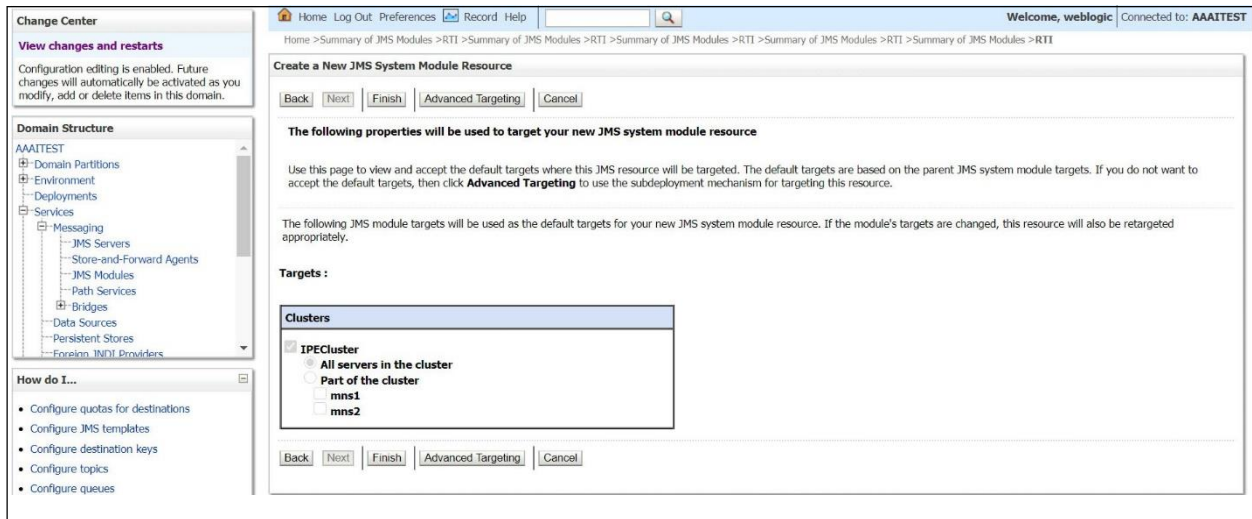 Change Center
View changes and restarts
Configuration editing is enabled. Future
changes will automatically be activated as you
modify, add or delete items in this domain.
Domain Structure
AAAITEST
Domain Partitions
Environment
Deployments
Services
Messaging
JMS Servers
Store-and-Forward Agents
JMS Modules
Path Services
Bridges
Data Sources
Persistent Stores
Foreign JNDI Providers
How do I...
Configure quotas for destinations
Configure JMS templates
Configure destination keys
Configure topics
Configure queues
Home Log Out Preferences Record Help
Welcome, weblogic Connected to: AAAITEST
Home >Summary of JMS Modules >RTI >Summary of JMS Modules >RTI >Summary of JMS Modules >RTI >Summary of JMS Modules >RTI >Summary of JMS Modules >RTI
Create a New JMS System Module Resource
Back Next Finish Advanced Targeting Cancel
The following properties will be used to target your new JMS system module resource
Use this page to view and accept the default targets where this JMS resource will be targeted. The default targets are based on the parent JMS system module targets. If you do not want to
accept the default targets, then click Advanced Targeting to use the subdeployment mechanism for targeting this resource.
The following JMS module targets will be used as the default targets for your new JMS system module resource. If the module's targets are changed, this resource will also be retargeted
appropriately.
Targets :
Clusters
IPECluster
All servers in the cluster
Part of the cluster
mns1
mns2
Back Next Finish Advanced Targeting Cancel